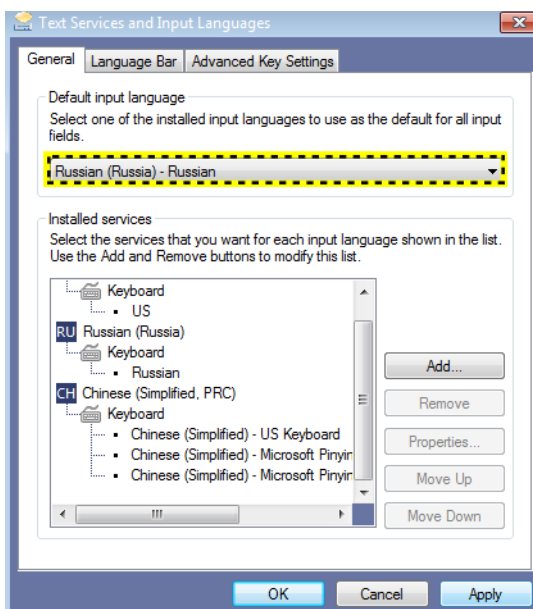 Text Services and Input Languages
General Language Bar Advanced Key Settings
Default input language
Select one of the installed input languages to use as the default for all input
fields.
Russian (Russia) - Russian
Installed services
Select the services that you want for each input language shown in the list.
Use the Add and Remove buttons to modify this list.
Keyboard
US
RU Russian (Russia)
Keyboard
Russian
CH Chinese (Simplified, PRC)
Keyboard
Chinese (Simplified) - US Keyboard
Chinese (Simplified) - Microsoft Pinyin
Chinese (Simplified) - Microsoft Pinyin
Add...
Remove
Properties...
Move Up
Move Down
OK Cancel Apply